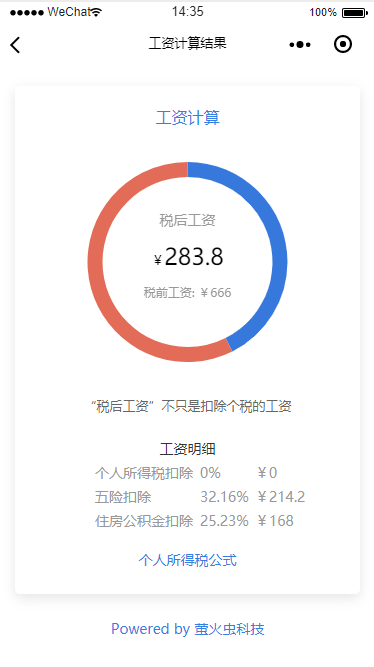 WeChat 14:35 100%
工资计算结果
工资计算
税后工资
¥283.8
税前工资: ¥666
“税后工资”不只是扣除个税的工资
工资明细
个人所得税扣除 0% ¥0
五险扣除 32.16% ¥214.2
住房公积金扣除 25.23% ¥168
个人所得税公式
Powered by 萤火虫科技